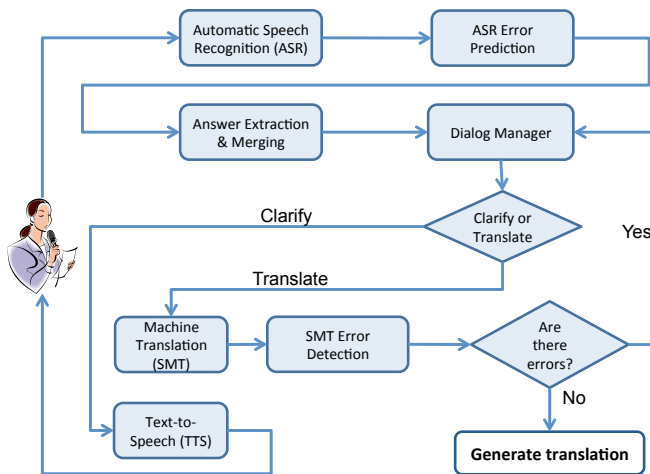 Automatic Speech
Recognition (ASR)
ASR Error
Prediction
Answer Extraction
& Merging
Dialog Manager
Clarify
Clarify or
Translate
Yes
Translate
Machine
Translation
(SMT)
SMT Error
Detection
Are
there
errors?
No
Text-to-
Speech (TTS)
Generate translation